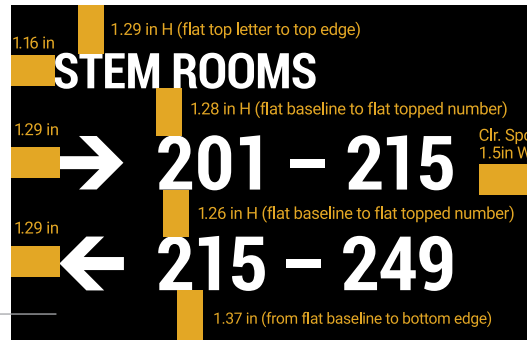 1.29 in H (flat top letter to top edge)
1.16 in
STEM ROOMS
1.28 in H (flat baseline to flat topped number)
1.29 in
→ 201 – 215
Clr. Spo
1.5in W
1.26 in H (flat baseline to flat topped number)
1.29 in
← 215 – 249
1.37 in (from flat baseline to bottom edge)